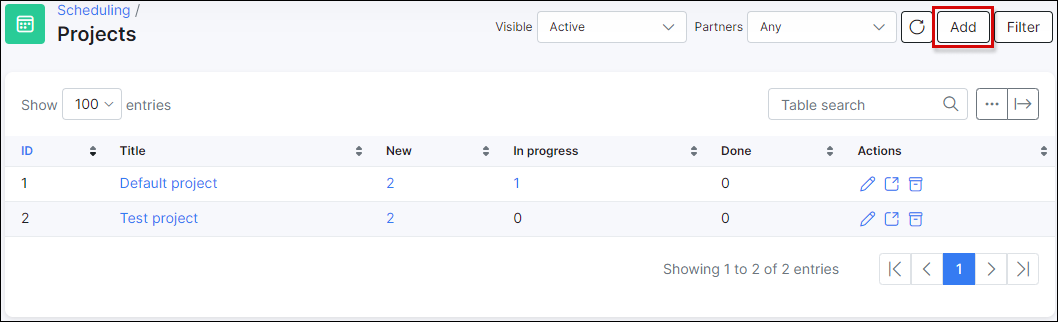 Scheduling /
Projects
Visible Active Partners Any Add Filter
Show 100 entries Table search
ID Title New In progress Done Actions
1 Default project 2 1 0
2 Test project 2 0 0
Showing 1 to 2 of 2 entries 1